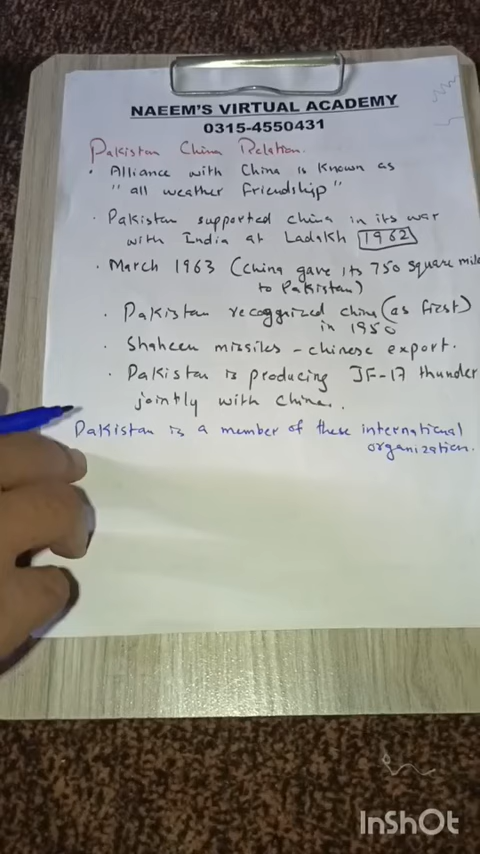 NAEEM'S VIRTUAL ACADEMY
0315-4550431
Pakistan China Relation.
• Alliance with China is known as
"all weather friendship"
• Pakistan supported china in its war
with India at Ladakh 1962
• March 1963 (China gave its 750 square mile
to Pakistan)
• Pakistan recoggnized china (as first)
in 1950
• Shaheen missiles - chinese export.
• Pakistan is producing JF-17 thunder
jointly with china.
Pakistan is a member of these international
organization.
InShOt